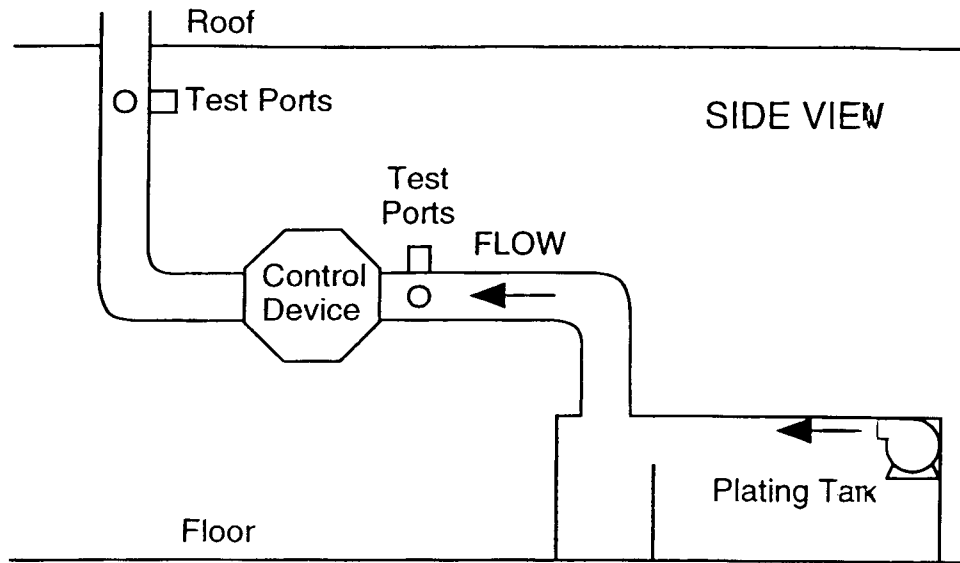 Roof
Test Ports
SIDE VIEW
Test
Ports
FLOW
Control
Device
Plating Tank
Floor